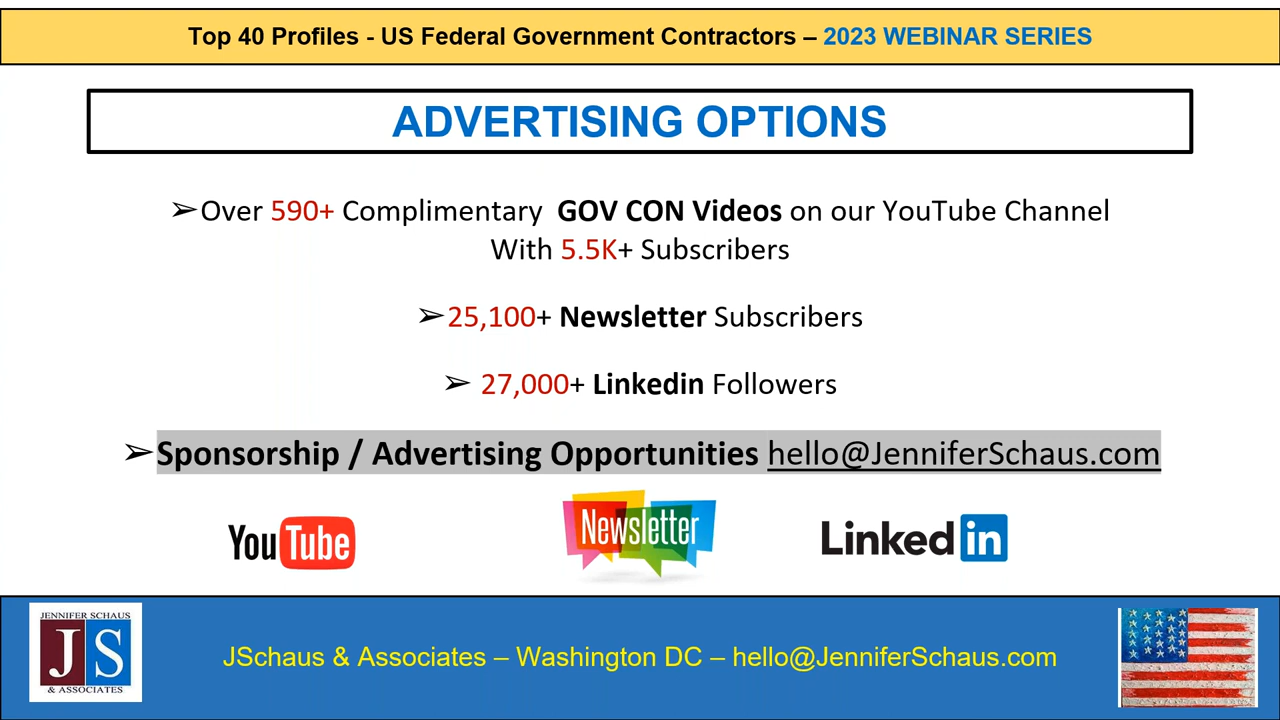 Top 40 Profiles - US Federal Government Contractors – 2023 WEBINAR SERIES
ADVERTISING OPTIONS
➢Over 590+ Complimentary GOV CON Videos on our YouTube Channel
With 5.5K+ Subscribers
➢25,100+ Newsletter Subscribers
➢ 27,000+ Linkedin Followers
➢Sponsorship / Advertising Opportunities hello@JenniferSchaus.com
YouTube
Newsletter
Linkedin
JENNIFER SCHAUS
JS
& ASSOCIATES
JSchaus & Associates – Washington DC – hello@JenniferSchaus.com